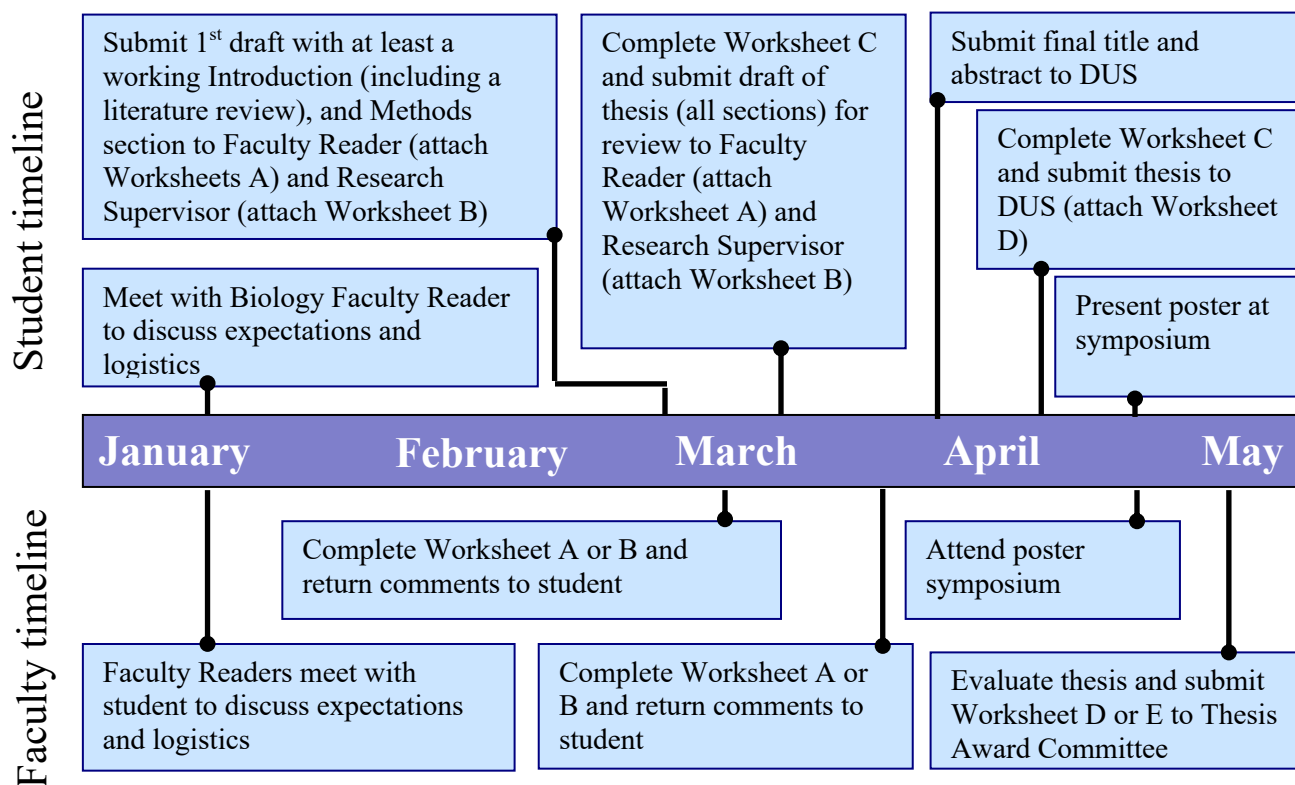 Student timeline
Submit 1st draft with at least a
working Introduction (including a
literature review), and Methods
section to Faculty Reader (attach
Worksheets A) and Research
Supervisor (attach Worksheet B)
Meet with Biology Faculty Reader
to discuss expectations and
logistics
Complete Worksheet C
and submit draft of
thesis (all sections) for
review to Faculty
Reader (attach
Worksheet A) and
Research Supervisor
(attach Worksheet B)
Submit final title and
abstract to DUS
Complete Worksheet C
and submit thesis to
DUS (attach Worksheet
D)
Present poster at
symposium
January February March April May
Faculty timeline
Complete Worksheet A or B and
return comments to student
Attend poster
symposium
Faculty Readers meet with
student to discuss expectations
and logistics
Complete Worksheet A or
B and return comments to
student
Evaluate thesis and submit
Worksheet D or E to Thesis
Award Committee